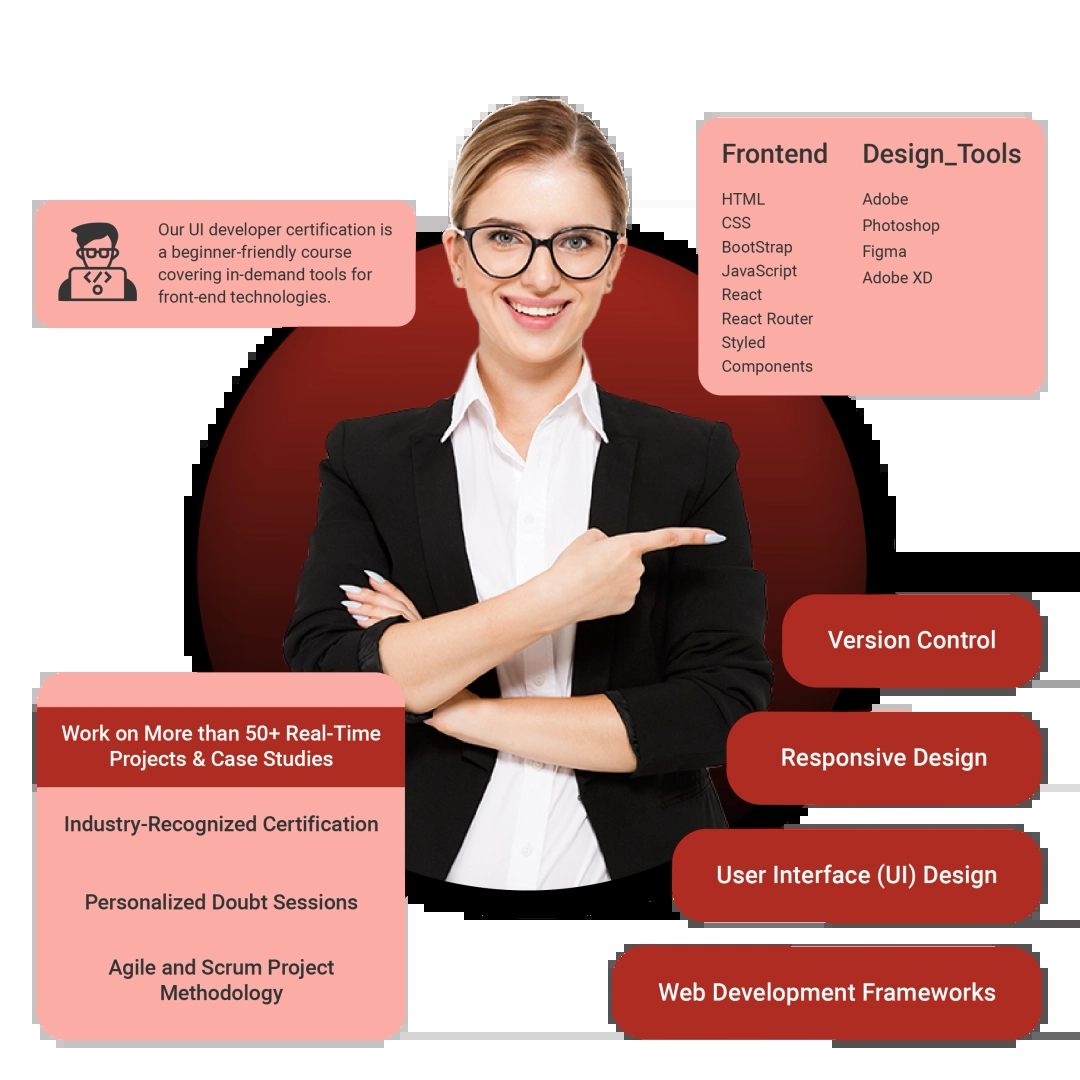 Our UI developer certification is
a beginner-friendly course
covering in-demand tools for
front-end technologies.
Frontend
HTML
CSS
BootStrap
JavaScript
React
React Router
Styled
Components
Design_Tools
Adobe
Photoshop
Figma
Adobe XD
Work on More than 50+ Real-Time
Projects & Case Studies
Industry-Recognized Certification
Personalized Doubt Sessions
Agile and Scrum Project
Methodology
Version Control
Responsive Design
User Interface (UI) Design
Web Development Frameworks